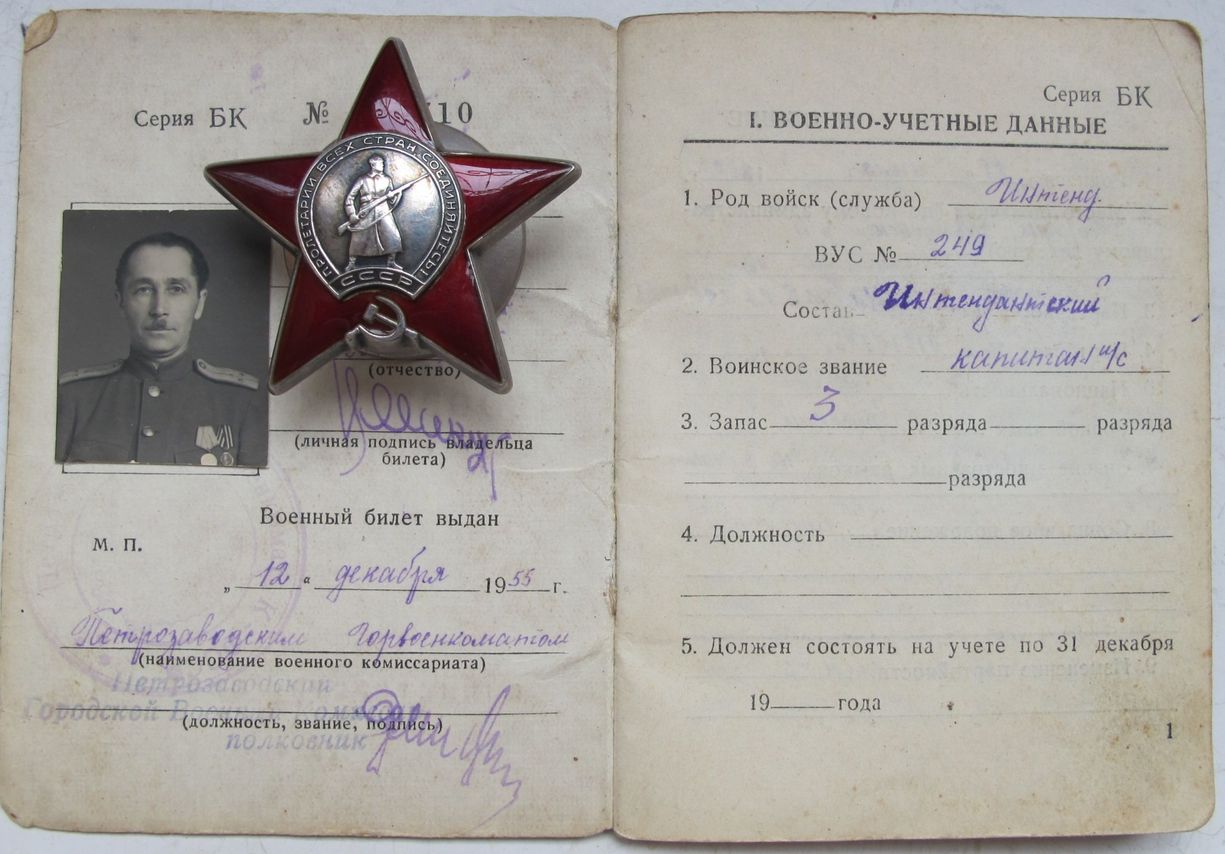 Серия БК № 10
ПРОЛЕТАРИИ ВСЕХ СТРАН, СОЕДИНЯЙТЕСЬ!
СССР
(отчество)
(личная подпись владельца
билета)
Военный билет выдан
М. П.
„ 12 “ декабря 1955 г.
Петрозаводским Горвоенкоматом
(наименование военного комиссариата)
Петрозаводский
Городской Военный
(должность, звание, подпись)
полковник
Серия БК
I. ВОЕННО-УЧЕТНЫЕ ДАННЫЕ
1. Род войск (служба) Интенд.
ВУС № 249
Состав Интендантский
2. Воинское звание капитан и/с
3. Запас 3 разряда разряда
разряда
4. Должность
5. Должен состоять на учете по 31 декабря
19 года
1